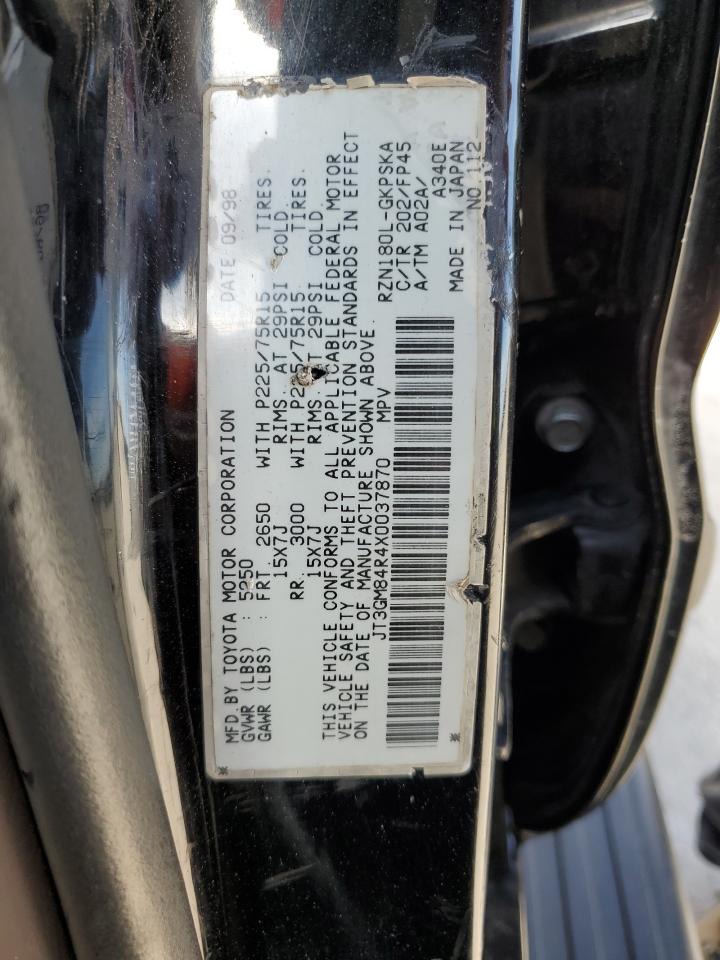 MFD.BY TOYOTA MOTOR CORPORATION DATE 09/98
GVWR (LBS) : 5250
GAWR (LBS) : FRT. 2650 WITH P225/75R15 TIRES.
15X7J RIMS AT 29PSI COLD.
RR. 3000 WITH P225/75R15 TIRES.
15X7J RIMS AT 29PSI COLD.
THIS VEHICLE CONFORMS TO ALL APPLICABLE FEDERAL MOTOR
VEHICLE SAFETY AND THEFT PREVENTION STANDARDS IN EFFECT
ON THE DATE OF MANUFACTURE SHOWN ABOVE.
JT3GM84R4X0037870 MPV
RZN180L-GKPSKA
C/TR 202/FP45
A/TM A02A/
A340E
MADE IN JAPAN
NO.112